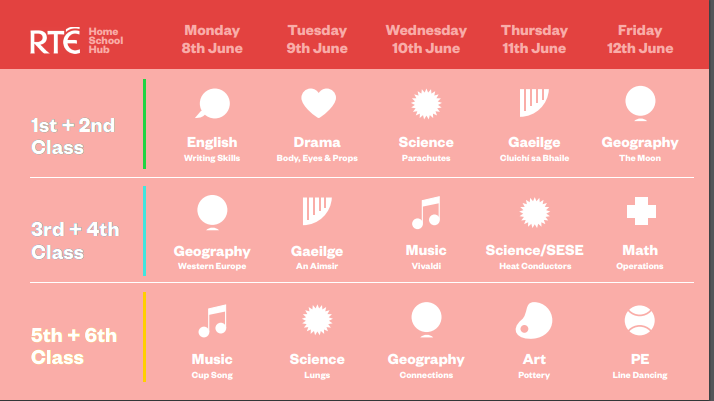 RTÉ Home School Hub
Monday 8th June
Tuesday 9th June
Wednesday 10th June
Thursday 11th June
Friday 12th June
1st + 2nd Class
English
Writing Skills
Drama
Body, Eyes & Props
Science
Parachutes
Gaeilge
Cluichí sa Bhaile
Geography
The Moon
3rd + 4th Class
Geography
Western Europe
Gaeilge
An Aimsir
Music
Vivaldi
Science/SESE
Heat Conductors
Math
Operations
5th + 6th Class
Music
Cup Song
Science
Lungs
Geography
Connections
Art
Pottery
PE
Line Dancing